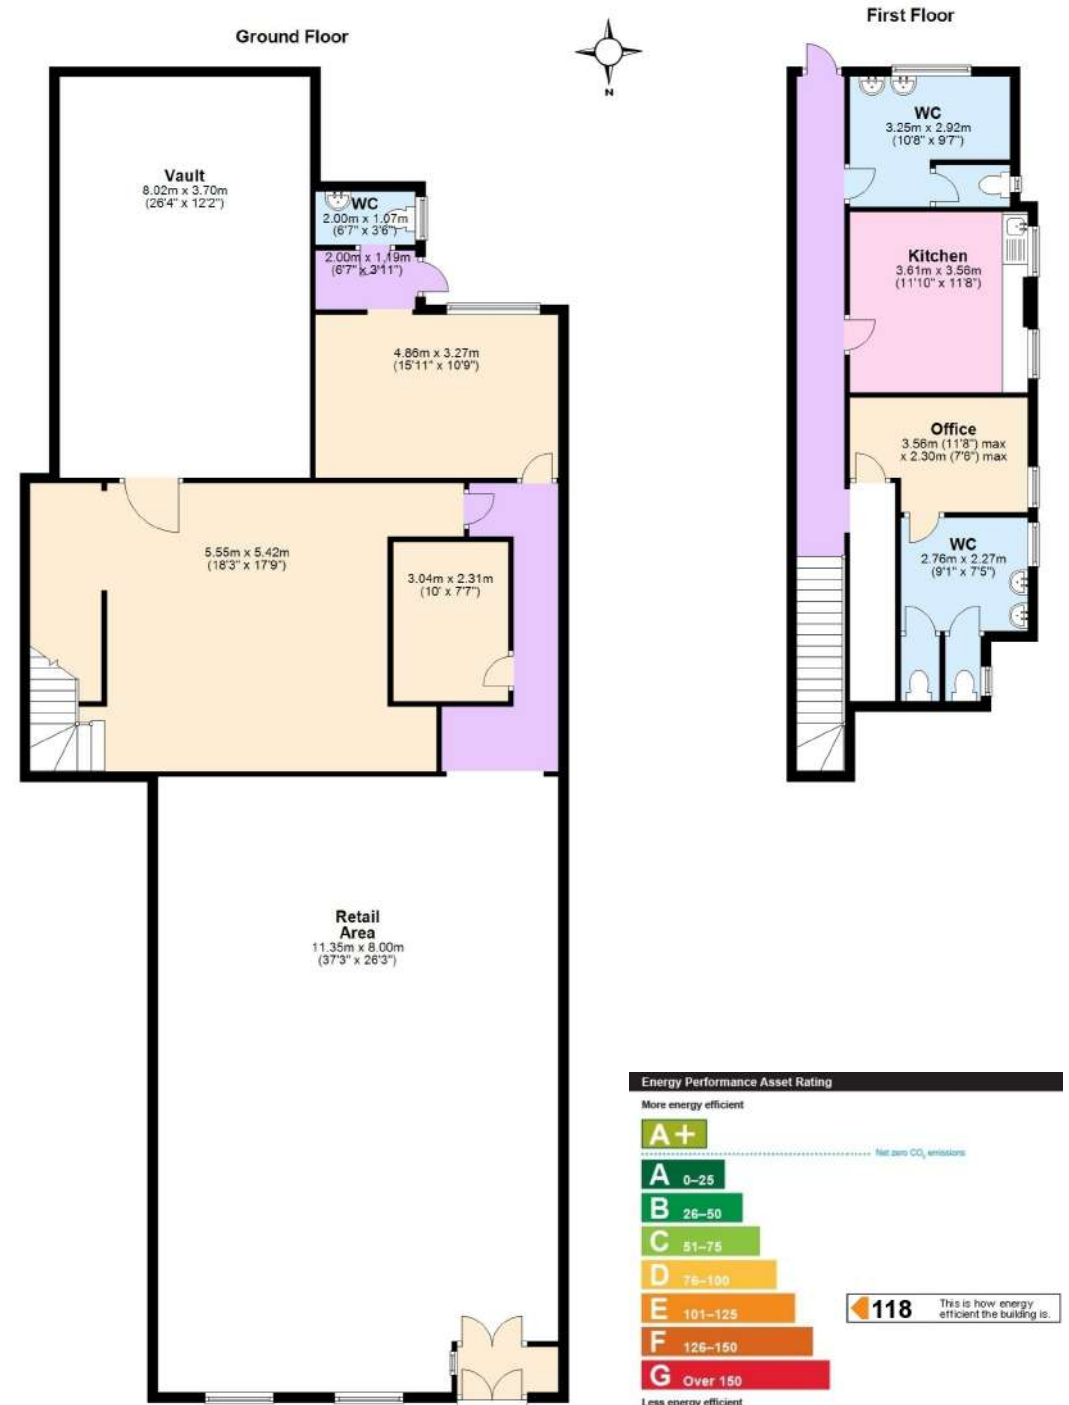 Ground Floor
First Floor
N
Vault
8.02m x 3.70m
(26'4" x 12'2")
WC
2.00m x 1.07m
(6'7" x 3'6")
2.00m x 1.19m
(6'7" x 3'11")
4.86m x 3.27m
(15'11" x 10'9")
5.55m x 5.42m
(18'3" x 17'9")
3.04m x 2.31m
(10' x 7'7")
Retail
Area
11.35m x 8.00m
(37'3" x 26'3")
WC
3.25m x 2.92m
(10'8" x 9'7")
Kitchen
3.61m x 3.56m
(11'10" x 11'8")
Office
3.56m (11'8") max
x 2.30m (7'6") max
WC
2.76m x 2.27m
(9'1" x 7'5")
Energy Performance Asset Rating
More energy efficient
A+
Net zero CO₂ emissions
A 0–25
B 26–50
C 51–75
D 76–100
E 101–125
118 This is how energy
efficient the building is.
F 126–150
G Over 150
Less energy efficient